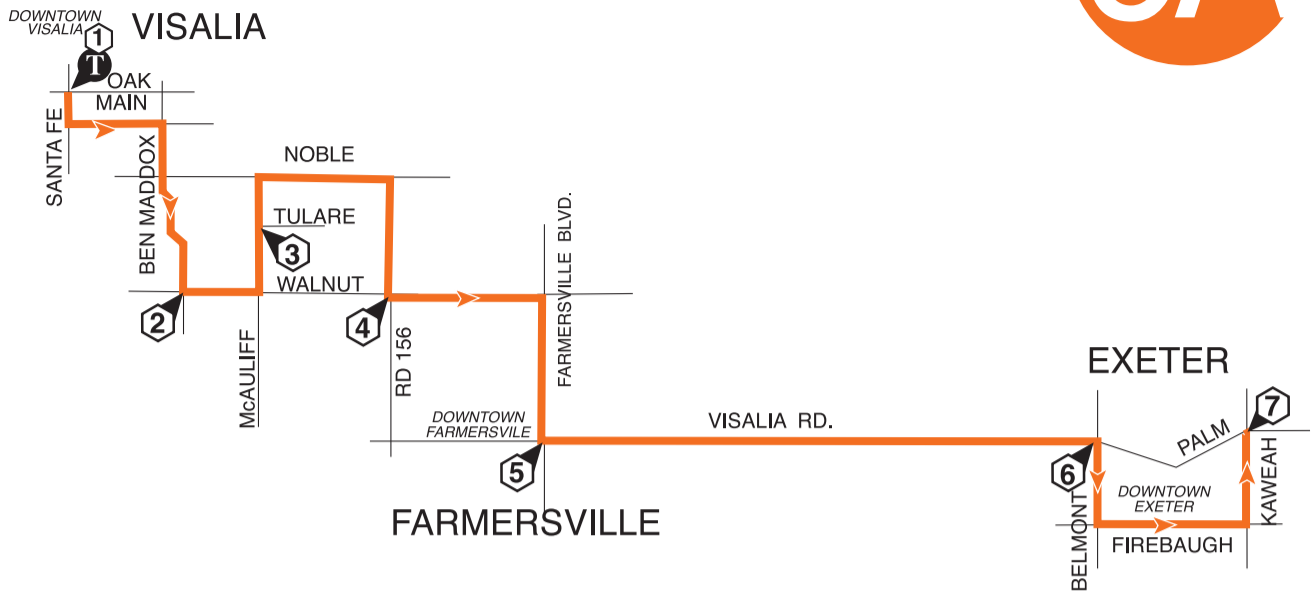 DOWNTOWN
VISALIA
1
VISALIA
T
OAK
MAIN
SANTA FE
BEN MADDOX
NOBLE
TULARE
3
WALNUT
2
McAULIFF
4
RD 156
FARMERSVILLE BLVD.
DOWNTOWN
FARMERSVILE
5
FARMERSVILLE
VISALIA RD.
EXETER
6
PALM
7
KAWEAH
DOWNTOWN
EXETER
BELMONT
FIREBAUGH